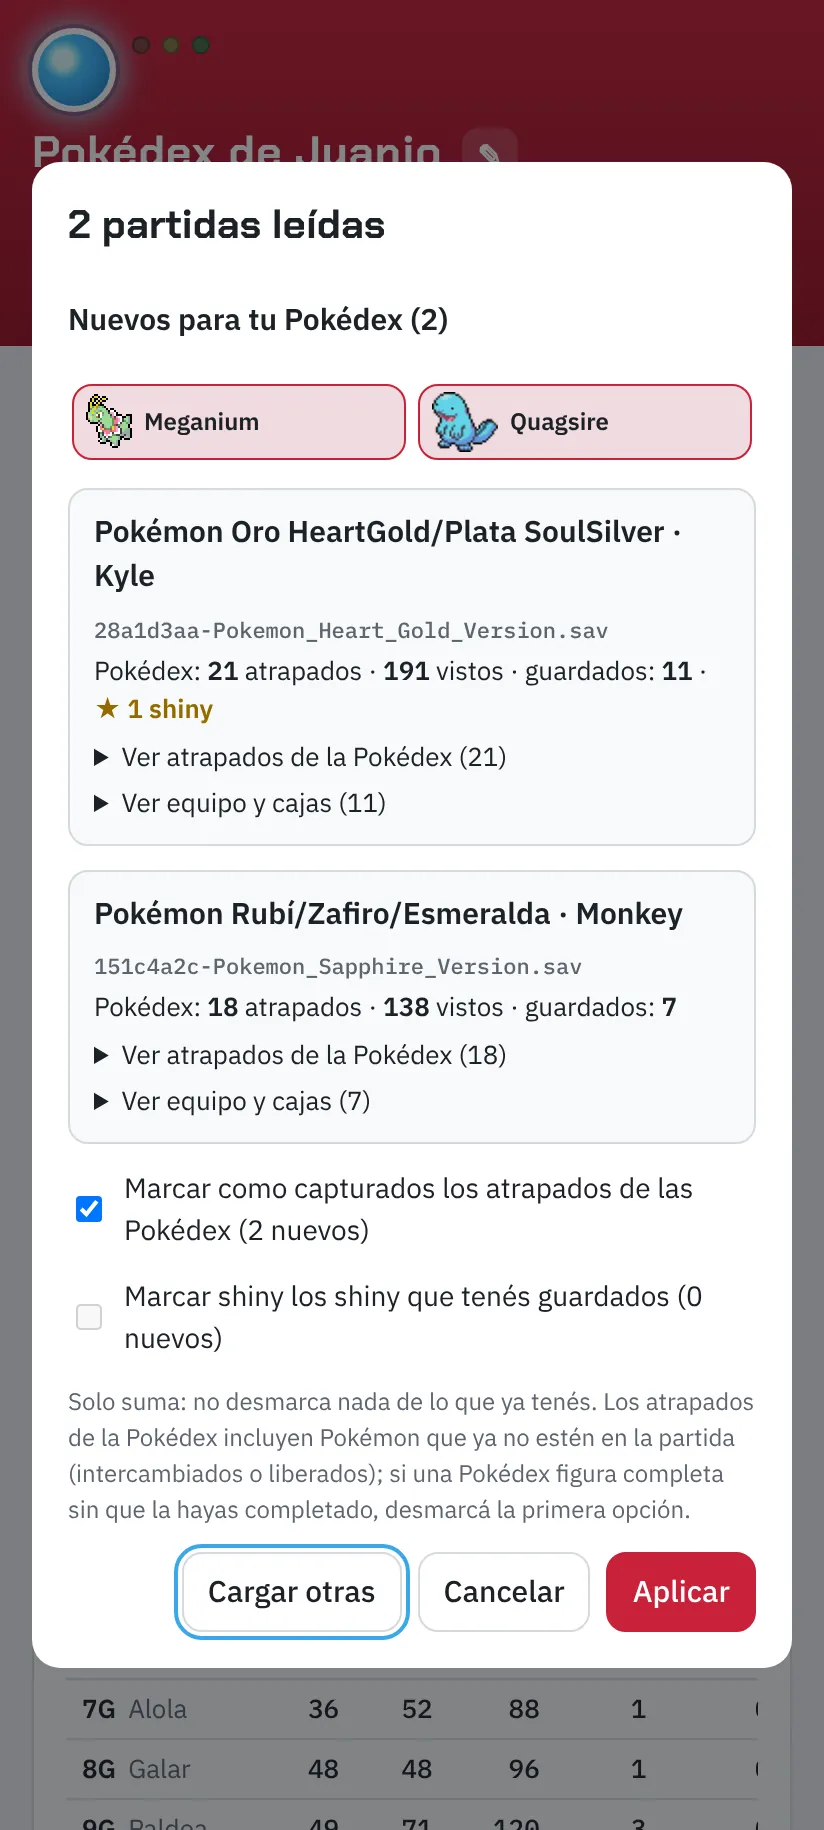 Pokédex de Juanjo
2 partidas leídas
Nuevos para tu Pokédex (2)
Meganium
Quagsire
Pokémon Oro HeartGold/Plata SoulSilver ·
Kyle
28a1d3aa-Pokemon_Heart_Gold_Version.sav
Pokédex: 21 atrapados · 191 vistos · guardados: 11 ·
★ 1 shiny
▶ Ver atrapados de la Pokédex (21)
▶ Ver equipo y cajas (11)
Pokémon Rubí/Zafiro/Esmeralda · Monkey
151c4a2c-Pokemon_Sapphire_Version.sav
Pokédex: 18 atrapados · 138 vistos · guardados: 7
▶ Ver atrapados de la Pokédex (18)
▶ Ver equipo y cajas (7)
Marcar como capturados los atrapados de las
Pokédex (2 nuevos)
Marcar shiny los shiny que tenés guardados (0
nuevos)
Solo suma: no desmarca nada de lo que ya tenés. Los atrapados
de la Pokédex incluyen Pokémon que ya no estén en la partida
(intercambiados o liberados); si una Pokédex figura completa
sin que la hayas completado, desmarcá la primera opción.
Cargar otras
Cancelar
Aplicar
7G Alola 36 52 88 1
8G Galar 48 48 96 1
9G Paldea 49 71 120 3